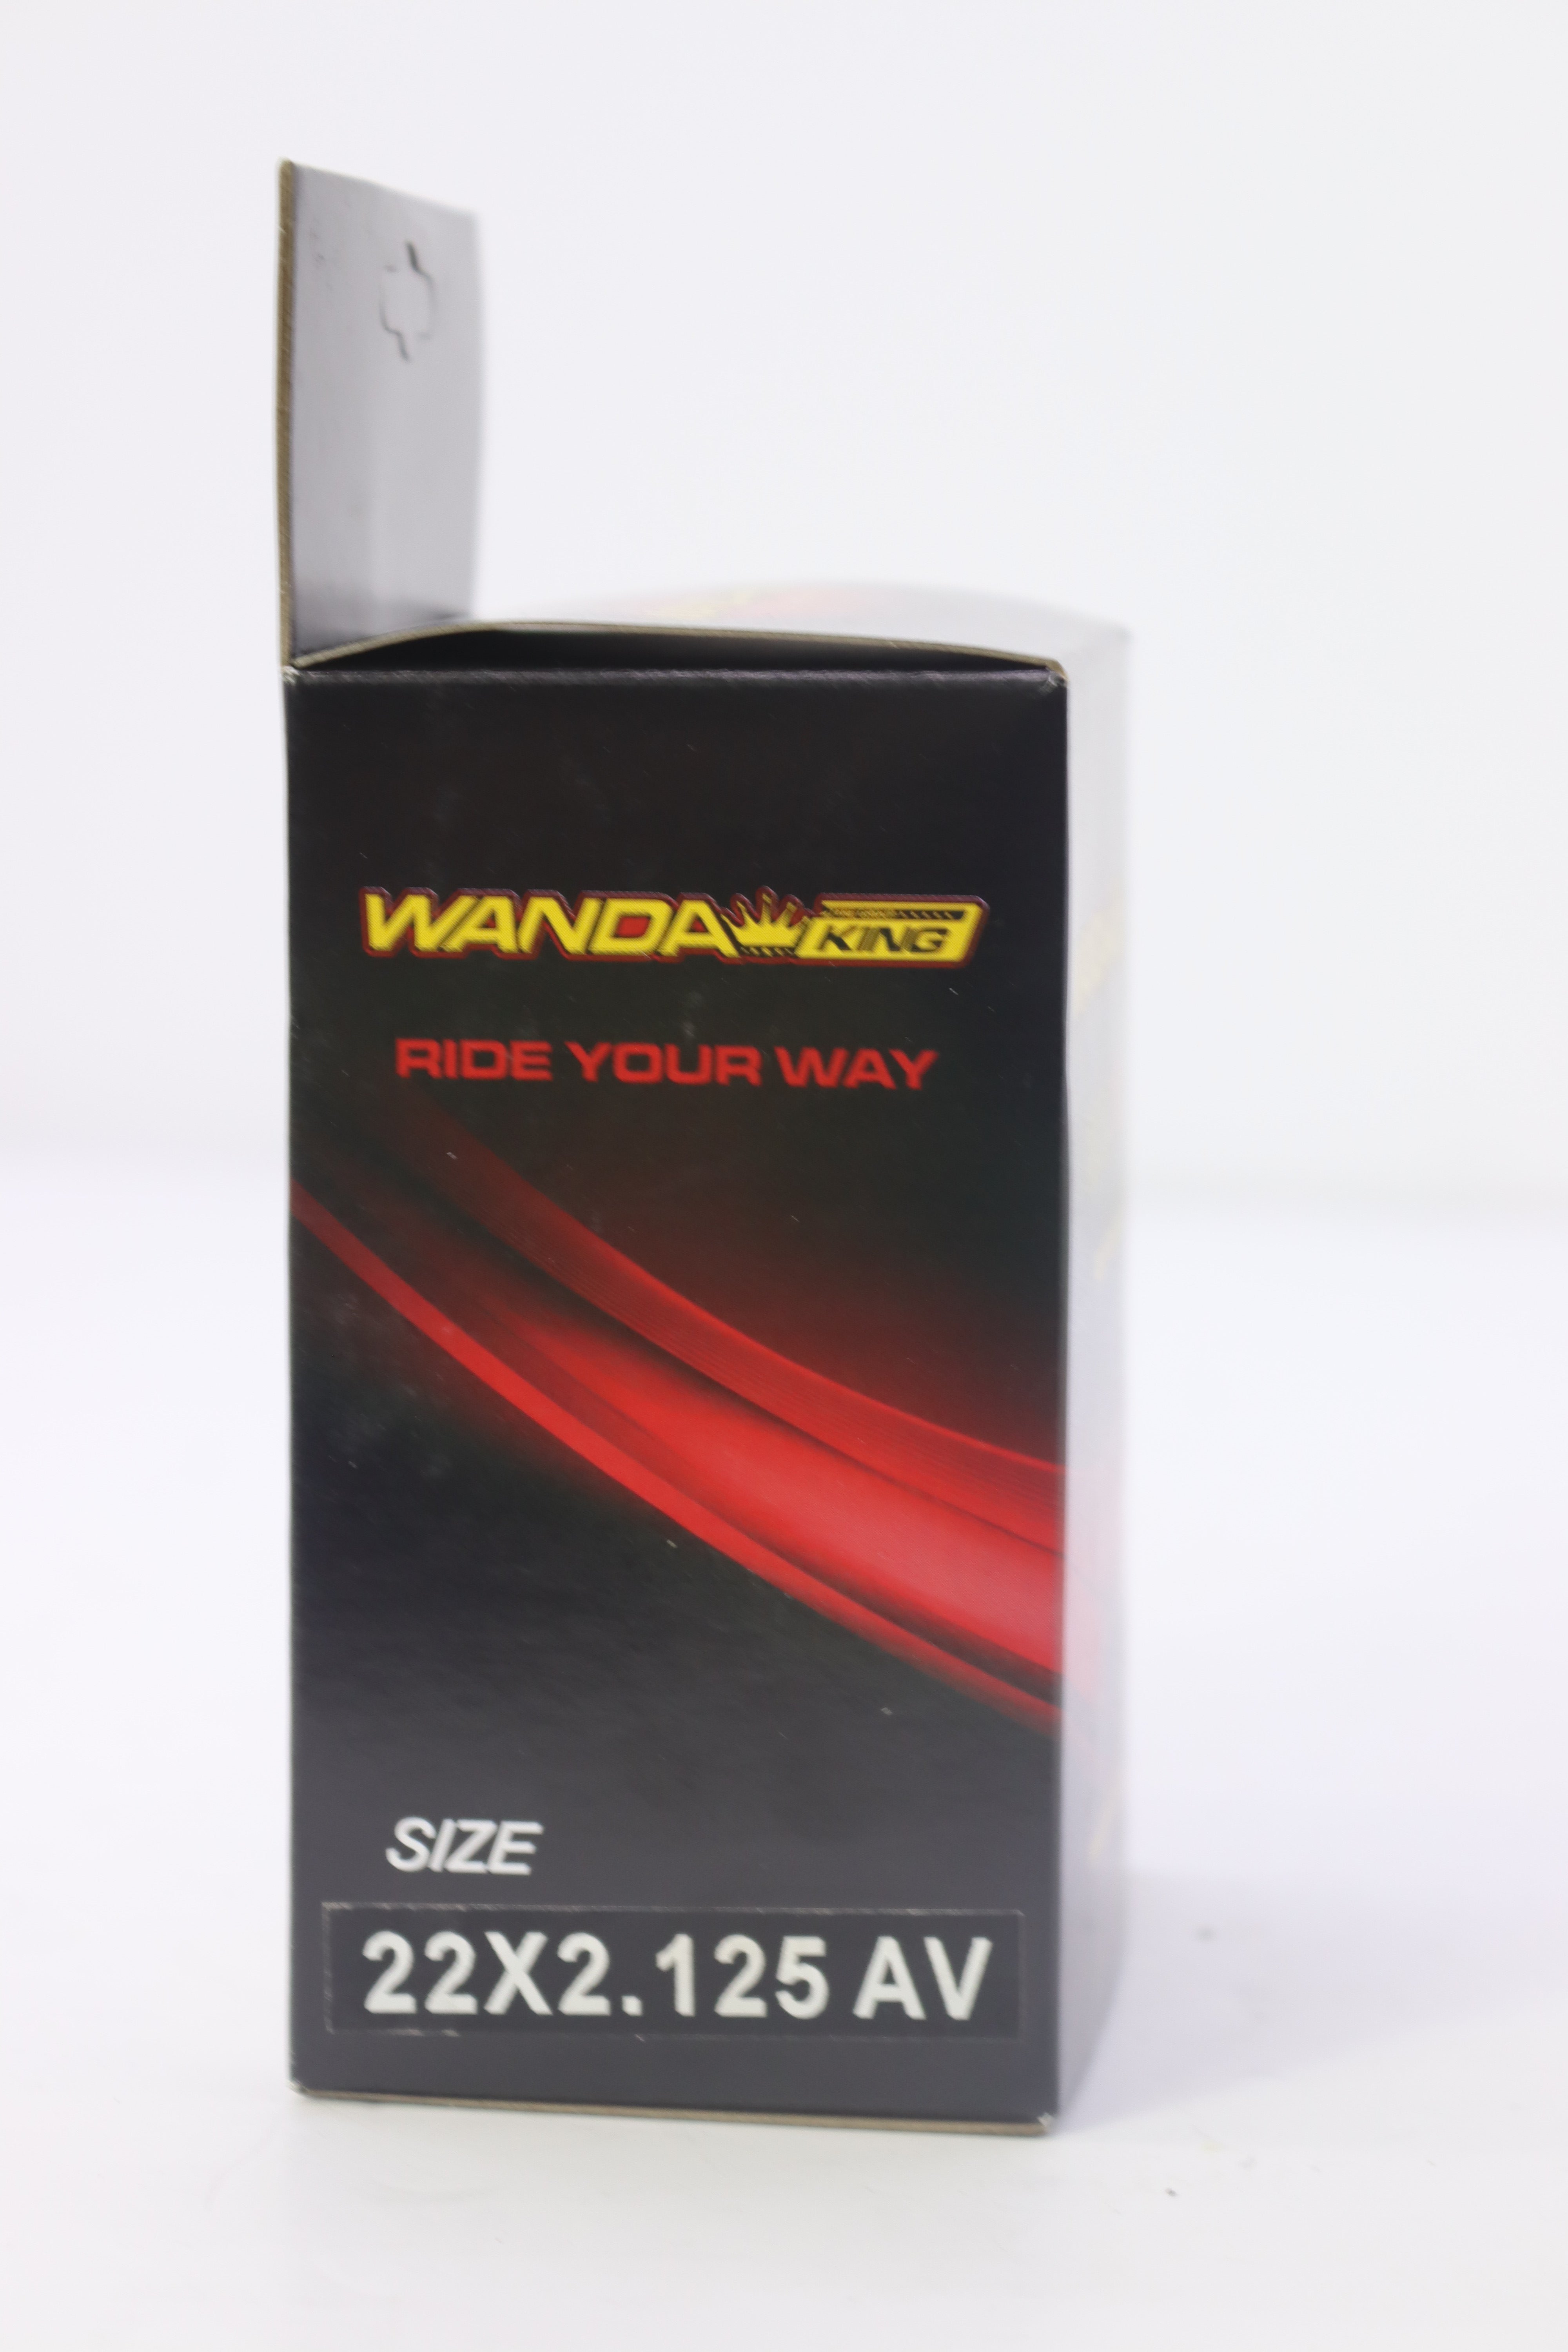 WANDA KING
RIDE YOUR WAY
SIZE
22X2.125 AV